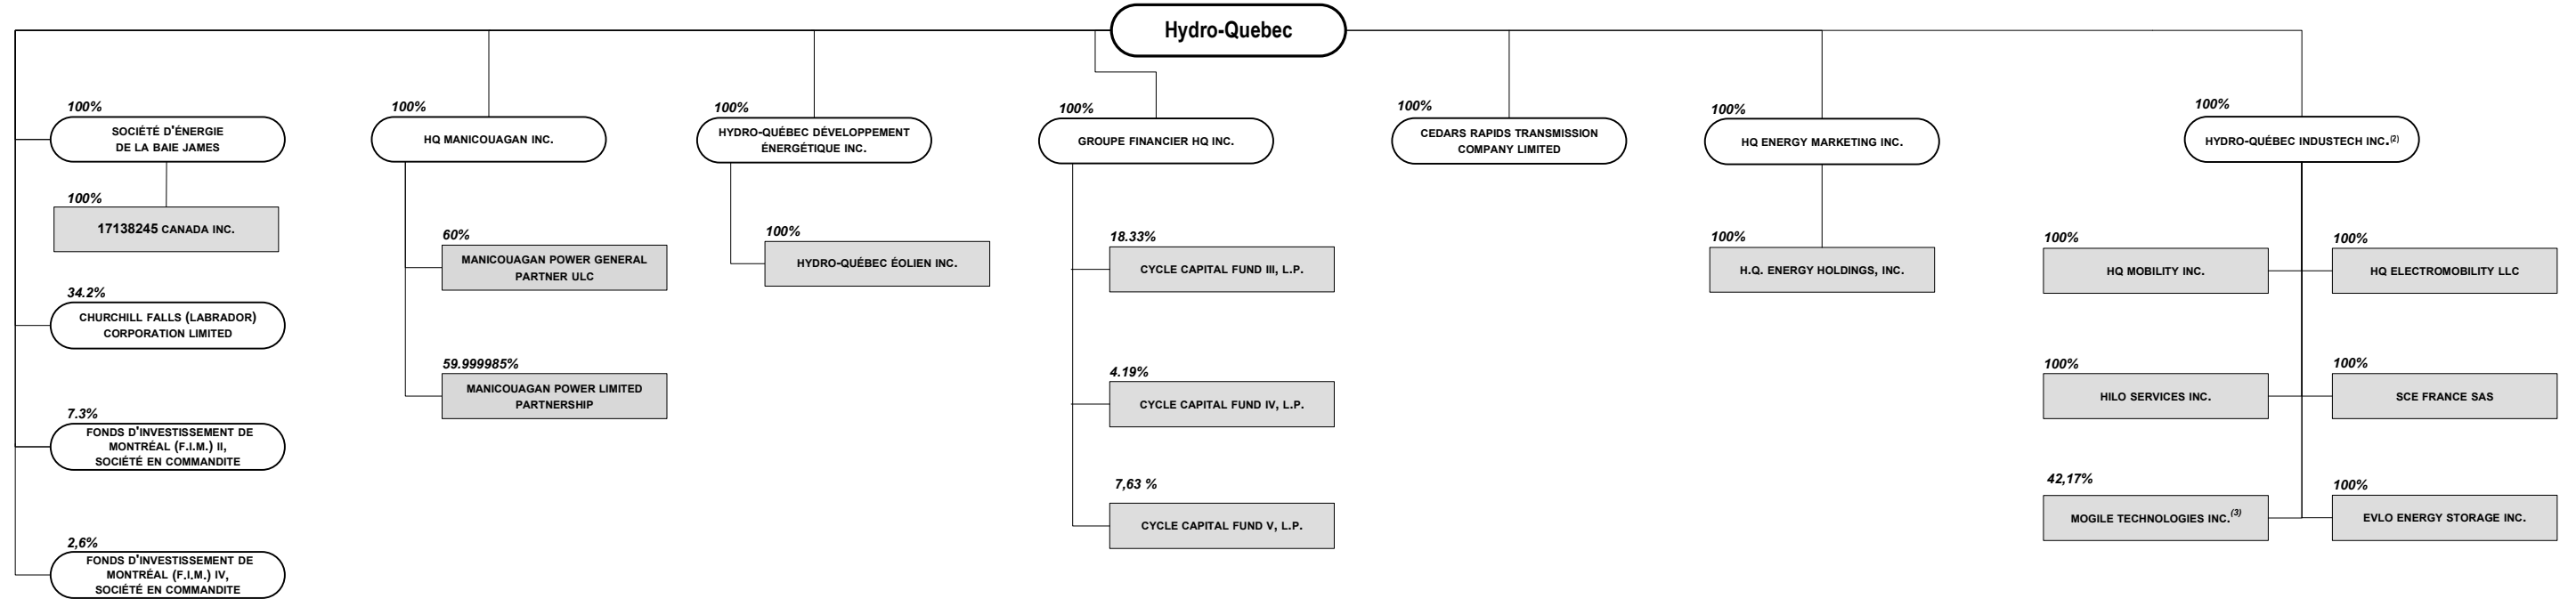 Hydro-Quebec
100%
SOCIÉTÉ D'ÉNERGIE
DE LA BAIE JAMES
100%
17138245 CANADA INC.
34.2%
CHURCHILL FALLS (LABRADOR)
CORPORATION LIMITED
7.3%
FONDS D'INVESTISSEMENT DE
MONTRÉAL (F.I.M.) II,
SOCIÉTÉ EN COMMANDITE
2,6%
FONDS D'INVESTISSEMENT DE
MONTRÉAL (F.I.M.) IV,
SOCIÉTÉ EN COMMANDITE
100%
HQ MANICOUAGAN INC.
60%
MANICOUAGAN POWER GENERAL
PARTNER ULC
59.999985%
MANICOUAGAN POWER LIMITED
PARTNERSHIP
100%
HYDRO-QUÉBEC DÉVELOPPEMENT
ÉNERGÉTIQUE INC.
100%
HYDRO-QUÉBEC ÉOLIEN INC.
100%
GROUPE FINANCIER HQ INC.
18.33%
CYCLE CAPITAL FUND III, L.P.
4.19%
CYCLE CAPITAL FUND IV, L.P.
7,63 %
CYCLE CAPITAL FUND V, L.P.
100%
CEDARS RAPIDS TRANSMISSION
COMPANY LIMITED
100%
HQ ENERGY MARKETING INC.
100%
H.Q. ENERGY HOLDINGS, INC.
100%
HYDRO-QUÉBEC INDUSTECH INC.(2)
100%
HQ MOBILITY INC.
100%
HQ ELECTROMOBILITY LLC
100%
HILO SERVICES INC.
100%
SCE FRANCE SAS
42,17%
MOGILE TECHNOLOGIES INC.(3)
100%
EVLO ENERGY STORAGE INC.